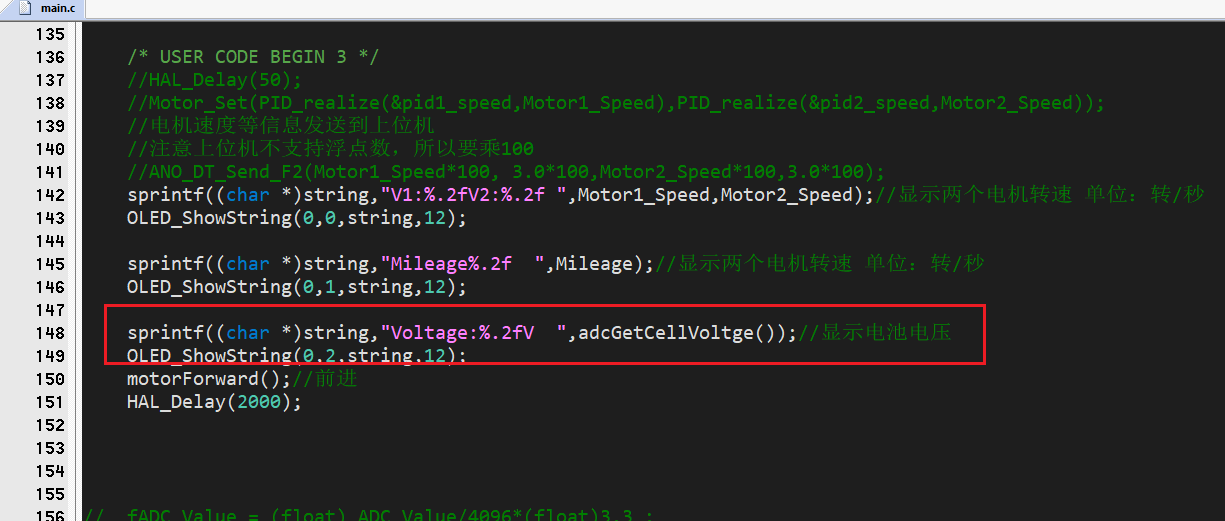 main.c
135
136 /* USER CODE BEGIN 3 */
137 //HAL_Delay(50);
138 //Motor_Set(PID_realize(&pid1_speed,Motor1_Speed),PID_realize(&pid2_speed,Motor2_Speed));
139 //电机速度等信息发送到上位机
140 //注意上位机不支持浮点数，所以要乘100
141 //ANO_DT_Send_F2(Motor1_Speed*100, 3.0*100,Motor2_Speed*100,3.0*100);
142 sprintf((char *)string,"V1:%.2fV2:%.2f ",Motor1_Speed,Motor2_Speed);//显示两个电机转速 单位：转/秒
143 OLED_ShowString(0,0,string,12);
144
145 sprintf((char *)string,"Mileage%.2f  ",Mileage);//显示两个电机转速 单位：转/秒
146 OLED_ShowString(0,1,string,12);
147
148 sprintf((char *)string,"Voltage:%.2fV  ",adcGetCellVoltge());//显示电池电压
149 OLED_ShowString(0,2,string,12);
150 motorForward();//前进
151 HAL_Delay(2000);
152
153
154
155
156 //  fADC_Value = (float) ADC_Value/4096*(float)3.3 ;